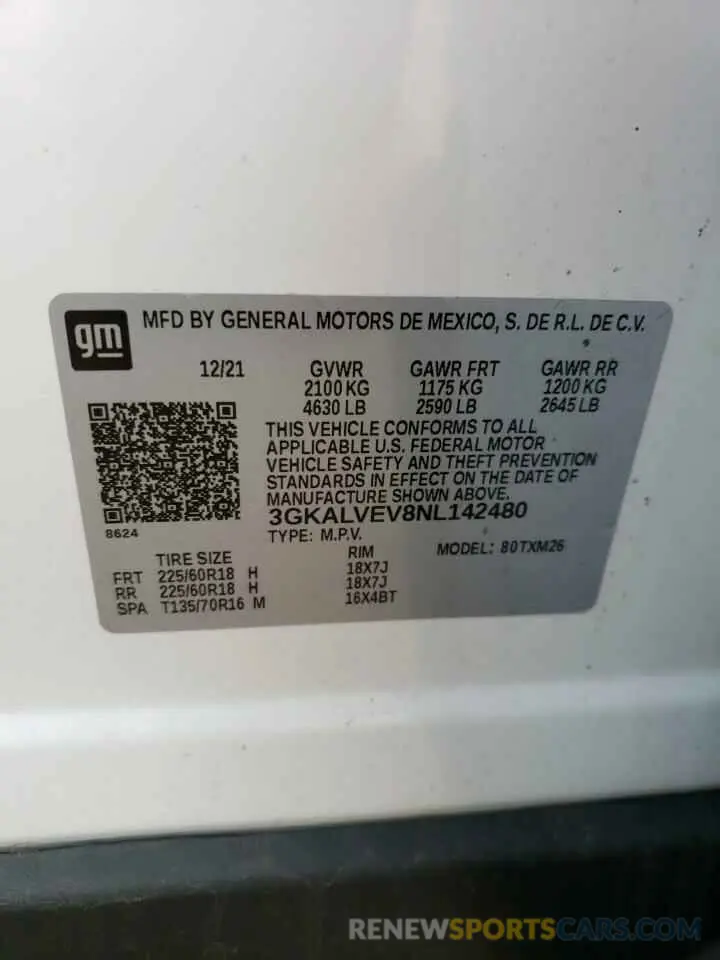 gm
MFD BY GENERAL MOTORS DE MEXICO, S. DE R.L. DE C.V.
12/21 GVWR GAWR FRT GAWR RR
2100 KG 1175 KG 1200 KG
4630 LB 2590 LB 2645 LB
THIS VEHICLE CONFORMS TO ALL
APPLICABLE U.S. FEDERAL MOTOR
VEHICLE SAFETY AND THEFT PREVENTION
STANDARDS IN EFFECT ON THE DATE OF
MANUFACTURE SHOWN ABOVE.
3GKALVEV8NL142480
8624
TYPE: M.P.V. MODEL: 80TXM26
TIRE SIZE RIM
FRT 225/60R18 H 18X7J
RR 225/60R18 H 18X7J
SPA T135/70R16 M 16X4BT
RENEWSPORTSCARS.COM